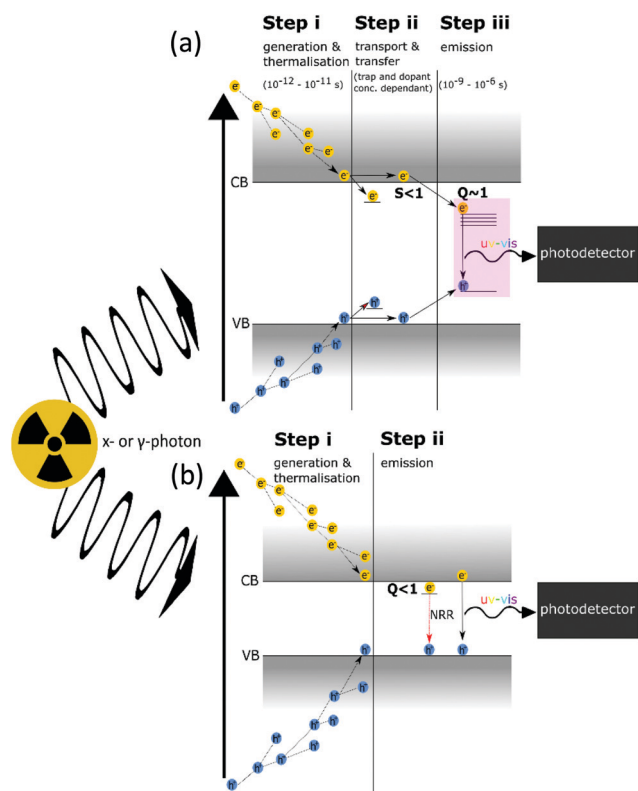 (a)
Step i
Step ii
Step iii
generation &
thermalisation
transport &
transfer
emission
(10⁻¹² - 10⁻¹¹ s)
(trap and dopant
conc. dependant)
(10⁻⁹ - 10⁻⁶ s)
e⁻
e⁻
e⁻
e⁻
e⁻
e⁻
e⁻
e⁻
e⁻
e⁻
e⁻
CB
S<1
Q~1
uv-vis
photodetector
h⁺
h⁺
h⁺
h⁺
VB
h⁺
h⁺
h⁺
h⁺
h⁺
h⁺
h⁺
x- or γ-photon
(b)
Step i
Step ii
generation &
thermalisation
emission
e⁻
e⁻
e⁻
e⁻
e⁻
e⁻
e⁻
e⁻
e⁻
e⁻
CB
Q<1
e⁻
e⁻
NRR
uv-vis
photodetector
VB
h⁺
h⁺
h⁺
h⁺
h⁺
h⁺
h⁺
h⁺
h⁺
h⁺
h⁺